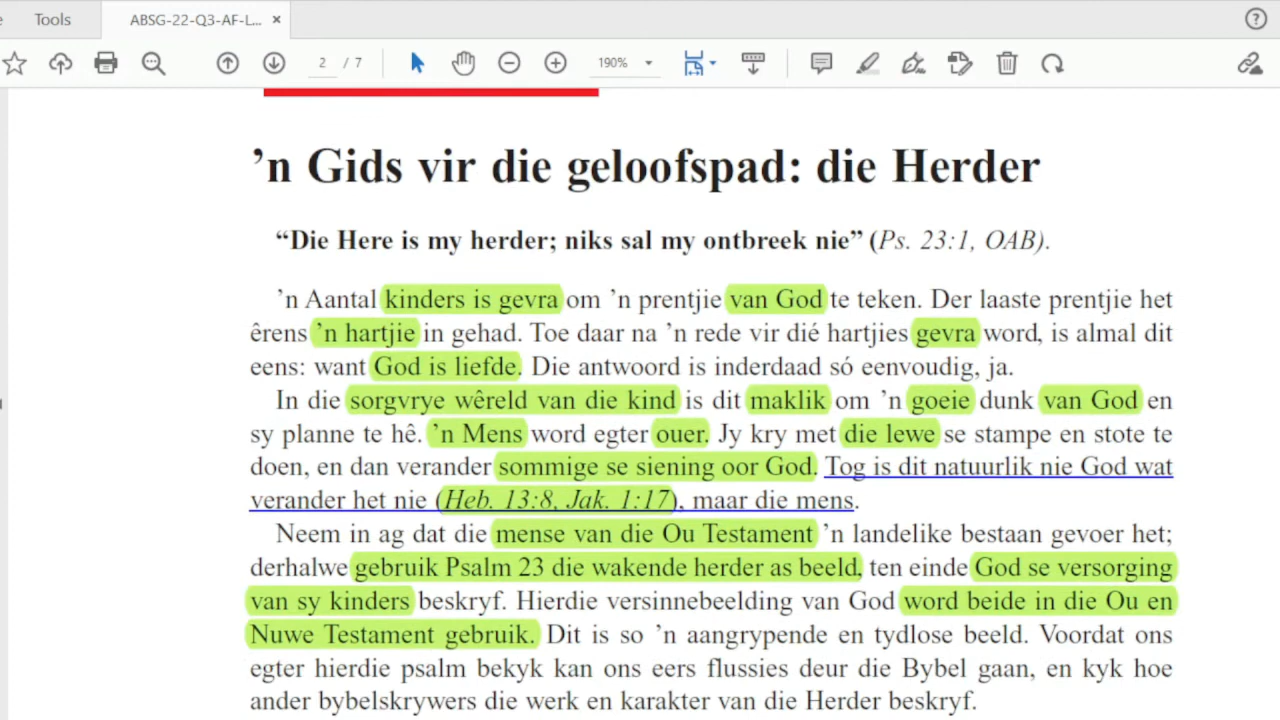 Tools
ABSG-22-Q3-AF-L... ×
2 / 7
190%
’n Gids vir die geloofspad: die Herder
“Die Here is my herder; niks sal my ontbreek nie” (Ps. 23:1, OAB).
’n Aantal kinders is gevra om ’n prentjie van God te teken. Der laaste prentjie het
êrens ’n hartjie in gehad. Toe daar na ’n rede vir dié hartjies gevra word, is almal dit
eens: want God is liefde. Die antwoord is inderdaad só eenvoudig, ja.
In die sorgvrye wêreld van die kind is dit maklik om ’n goeie dunk van God en
sy planne te hê. ’n Mens word egter ouer. Jy kry met die lewe se stampe en stote te
doen, en dan verander sommige se siening oor God. Tog is dit natuurlik nie God wat
verander het nie (Heb. 13:8, Jak. 1:17), maar die mens.
Neem in ag dat die mense van die Ou Testament ’n landelike bestaan gevoer het;
derhalwe gebruik Psalm 23 die wakende herder as beeld, ten einde God se versorging
van sy kinders beskryf. Hierdie versinnebeelding van God word beide in die Ou en
Nuwe Testament gebruik. Dit is so ’n aangrypende en tydlose beeld. Voordat ons
egter hierdie psalm bekyk kan ons eers flussies deur die Bybel gaan, en kyk hoe
ander bybelskrywers die werk en karakter van die Herder beskryf.